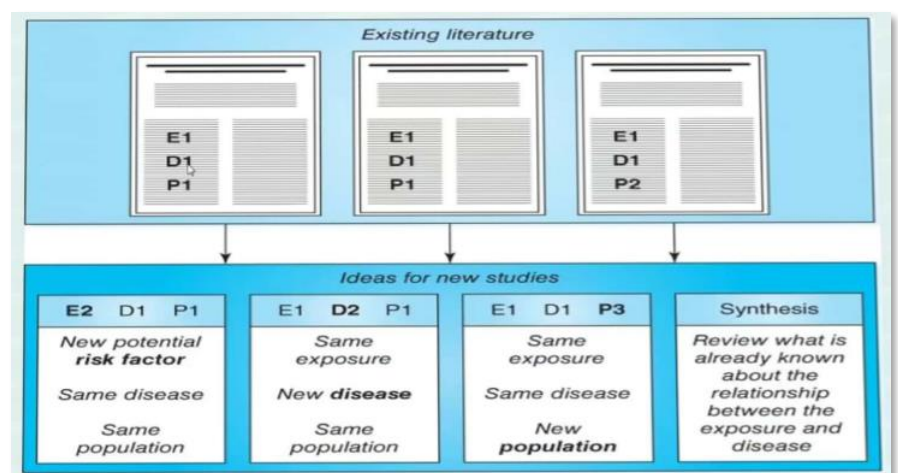 Existing literature
E1
D1
P1
E1
D1
P1
E1
D1
P2
Ideas for new studies
E2 D1 P1
New potential
risk factor
Same disease
Same
population
E1 D2 P1
Same
exposure
New disease
Same
population
E1 D1 P3
Same
exposure
Same disease
New
population
Synthesis
Review what is
already known
about the
relationship
between the
exposure and
disease